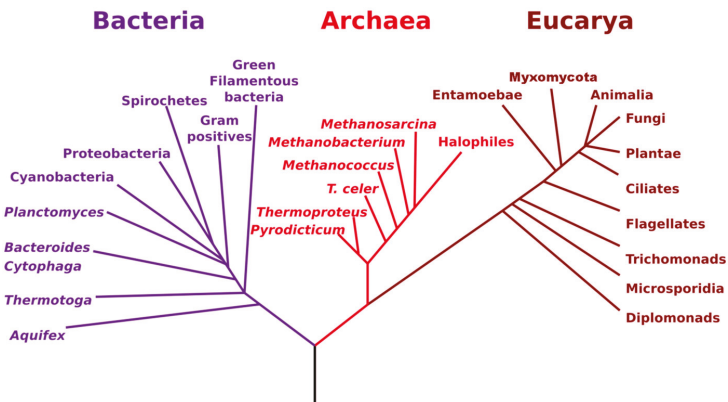 Bacteria
Archaea
Eucarya
Green
Filamentous
bacteria
Spirochetes
Gram
positives
Proteobacteria
Cyanobacteria
Planctomyces
Bacteroides
Cytophaga
Thermotoga
Aquifex
Methanosarcina
Methanobacterium
Halophiles
Methanococcus
T. celer
Thermoproteus
Pyrodicticum
Myxomycota
Entamoebae
Animalia
Fungi
Plantae
Ciliates
Flagellates
Trichomonads
Microsporidia
Diplomonads